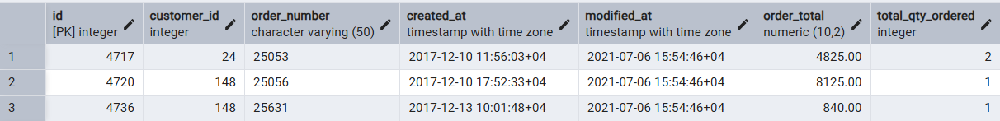 id customer_id order_number created_at modified_at order_total total_qty_ordered
[PK] integer integer character varying (50) timestamp with time zone timestamp with time zone numeric (10,2) integer
1 4717 24 25053 2017-12-10 11:56:03+04 2021-07-06 15:54:46+04 4825.00 2
2 4720 148 25056 2017-12-10 17:52:33+04 2021-07-06 15:54:46+04 8125.00 1
3 4736 148 25631 2017-12-13 10:01:48+04 2021-07-06 15:54:46+04 840.00 1